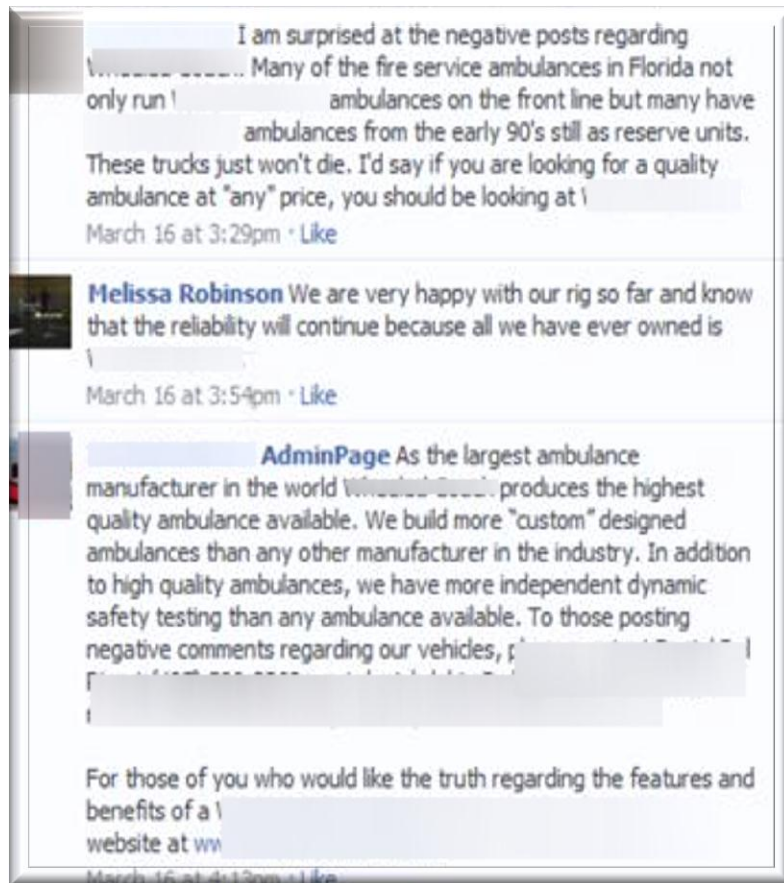 I am surprised at the negative posts regarding
Many of the fire service ambulances in Florida not
only run ambulances on the front line but many have
ambulances from the early 90's still as reserve units.
These trucks just won't die. I'd say if you are looking for a quality
ambulance at "any" price, you should be looking at
March 16 at 3:29pm · Like
Melissa Robinson We are very happy with our rig so far and know
that the reliability will continue because all we have ever owned is
March 16 at 3:54pm · Like
AdminPage As the largest ambulance
manufacturer in the world produces the highest
quality ambulance available. We build more "custom" designed
ambulances than any other manufacturer in the industry. In addition
to high quality ambulances, we have more independent dynamic
safety testing than any ambulance available. To those posting
negative comments regarding our vehicles,
For those of you who would like the truth regarding the features and
benefits of a
website at
March 16 at 4:13pm · Like